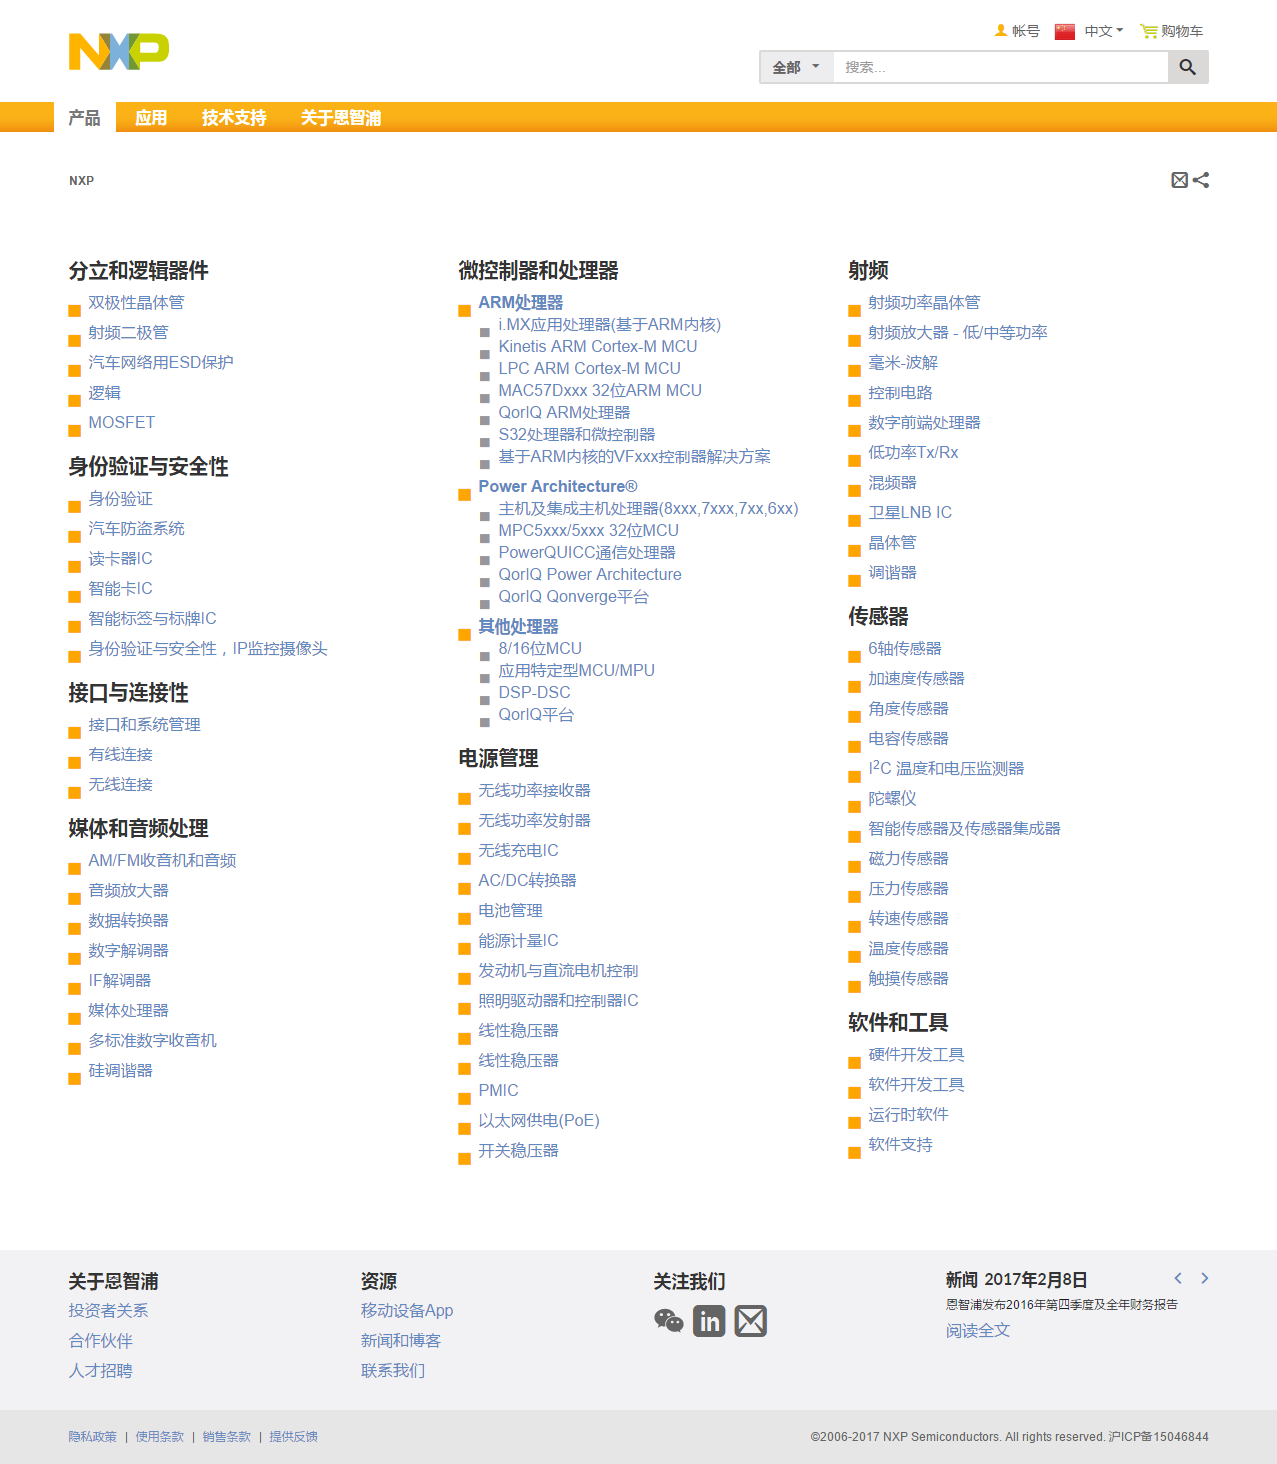 NXP
帐号 中文 购物车
全部 搜索...
产品 应用 技术支持 关于恩智浦
NXP
分立和逻辑器件
双极性晶体管
射频二极管
汽车网络用ESD保护
逻辑
MOSFET
身份验证与安全性
身份验证
汽车防盗系统
读卡器IC
智能卡IC
智能标签与标牌IC
身份验证与安全性，IP监控摄像头
接口与连接性
接口和系统管理
有线连接
无线连接
媒体和音频处理
AM/FM收音机和音频
音频放大器
数据转换器
数字解调器
IF解调器
媒体处理器
多标准数字收音机
硅调谐器
微控制器和处理器
ARM处理器
i.MX应用处理器(基于ARM内核)
Kinetis ARM Cortex-M MCU
LPC ARM Cortex-M MCU
MAC57Dxxx 32位ARM MCU
QorIQ ARM处理器
S32处理器和微控制器
基于ARM内核的VFxxx控制器解决方案
Power Architecture®
主机及集成主机处理器(8xxx,7xxx,7xx,6xx)
MPC5xxx/5xxx 32位MCU
PowerQUICC通信处理器
QorIQ Power Architecture
QorIQ Qonverge平台
其他处理器
8/16位MCU
应用特定型MCU/MPU
DSP-DSC
QorIQ平台
电源管理
无线功率接收器
无线功率发射器
无线充电IC
AC/DC转换器
电池管理
能源计量IC
发动机与直流电机控制
照明驱动器和控制器IC
线性稳压器
线性稳压器
PMIC
以太网供电(PoE)
开关稳压器
射频
射频功率晶体管
射频放大器 - 低/中等功率
毫米-波解
控制电路
数字前端处理器
低功率Tx/Rx
混频器
卫星LNB IC
晶体管
调谐器
传感器
6轴传感器
加速度传感器
角度传感器
电容传感器
I²C 温度和电压监测器
陀螺仪
智能传感器及传感器集成器
磁力传感器
压力传感器
转速传感器
温度传感器
触摸传感器
软件和工具
硬件开发工具
软件开发工具
运行时软件
软件支持
关于恩智浦
投资者关系
合作伙伴
人才招聘
资源
移动设备App
新闻和博客
联系我们
关注我们
in
新闻 2017年2月8日
恩智浦发布2016年第四季度及全年财务报告
阅读全文
隐私政策 | 使用条款 | 销售条款 | 提供反馈
©2006-2017 NXP Semiconductors. All rights reserved. 沪ICP备15046844